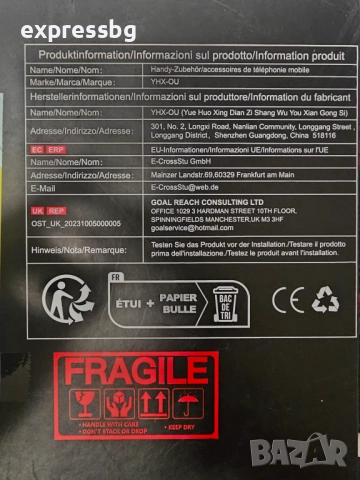 expressbg
Produktinformation/Informazioni sul prodotto/Information produit
Name/Nome/Nom: Handy-Zubehör/accessoires de téléphonie mobile
Marke/Marca/Marque: YHX-OU
Herstellerinformationen/Informazioni sul produttore/Information du fabricant
Name/Nome/Nom: YHX-OU (Yue Huo Xing Dian Zi Shang Wu You Xian Gong Si)
Adresse/Indirizzo/Adresse: 301, No. 2, Longxi Road, Nanlian Community, Longgang Street,
Longgang District, Shenzhen Guangdong, China 518116
EC ERP EU-Informationen/Informazioni UE/Informations sur l'UE
Name/Nome/Nom: E-CrossStu GmbH
Adresse/Indirizzo/Adresse: Mainzer Landstr.69,60329 Frankfurt am Main
E-Mail E-CrossStu@web.de
UK REP
OST_UK_20231005000005
GOAL REACH CONSULTING LTD
OFFICE 1029 3 HARDMAN STREET 10TH FLOOR,
SPINNINGFIELDS MANCHESTER,UK M3 3HF
goalservice@hotmail.com
Hinweis/Nota/Remarque: Testen Sie das Produkt vor der Installation./Testare il prodotto
prima dell'installazione./Testez le produit avant l'installation.
FR
ÉTUI + PAPIER
BULLE
BAC
DE
TRI
CE
FRAGILE
• HANDLE WITH CARE
• DON'T STACK OR DROP
• KEEP DRY
BAZAR